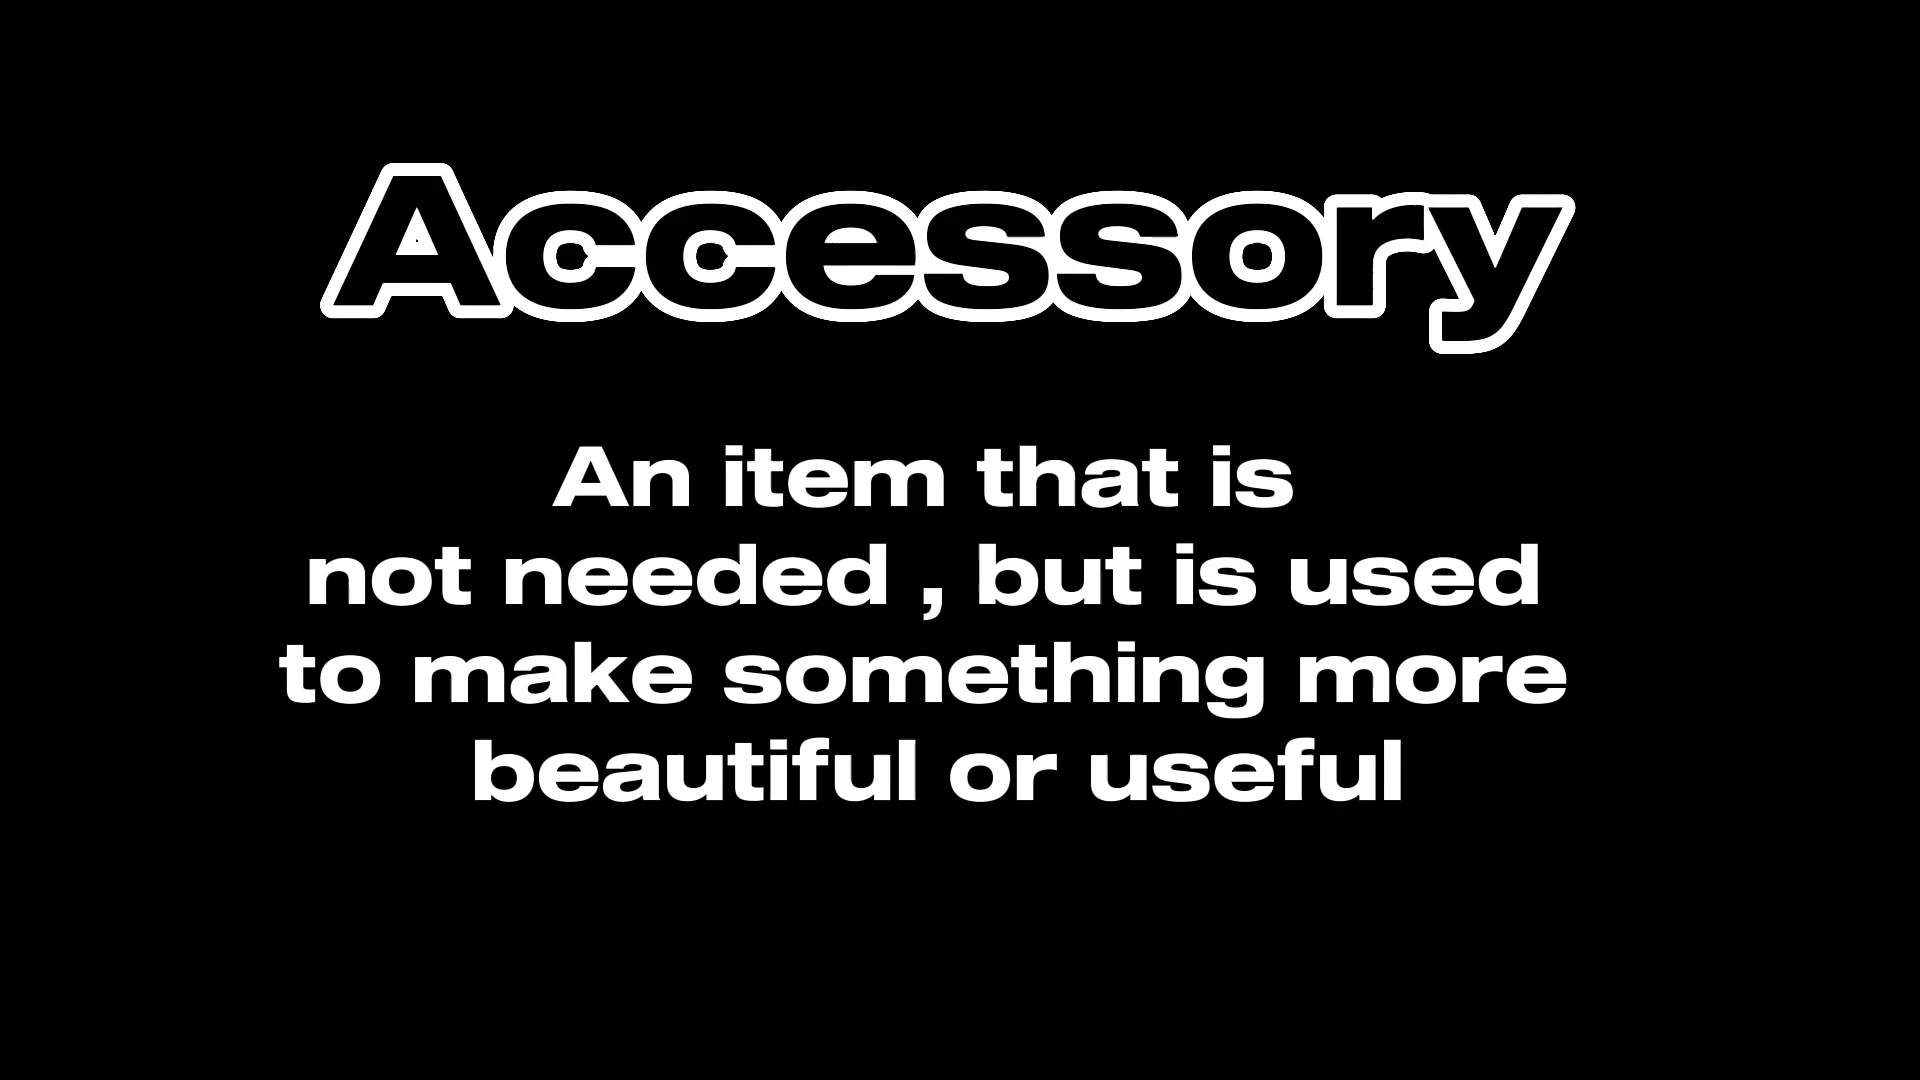 Accessory
An item that is
not needed , but is used
to make something more
beautiful or useful